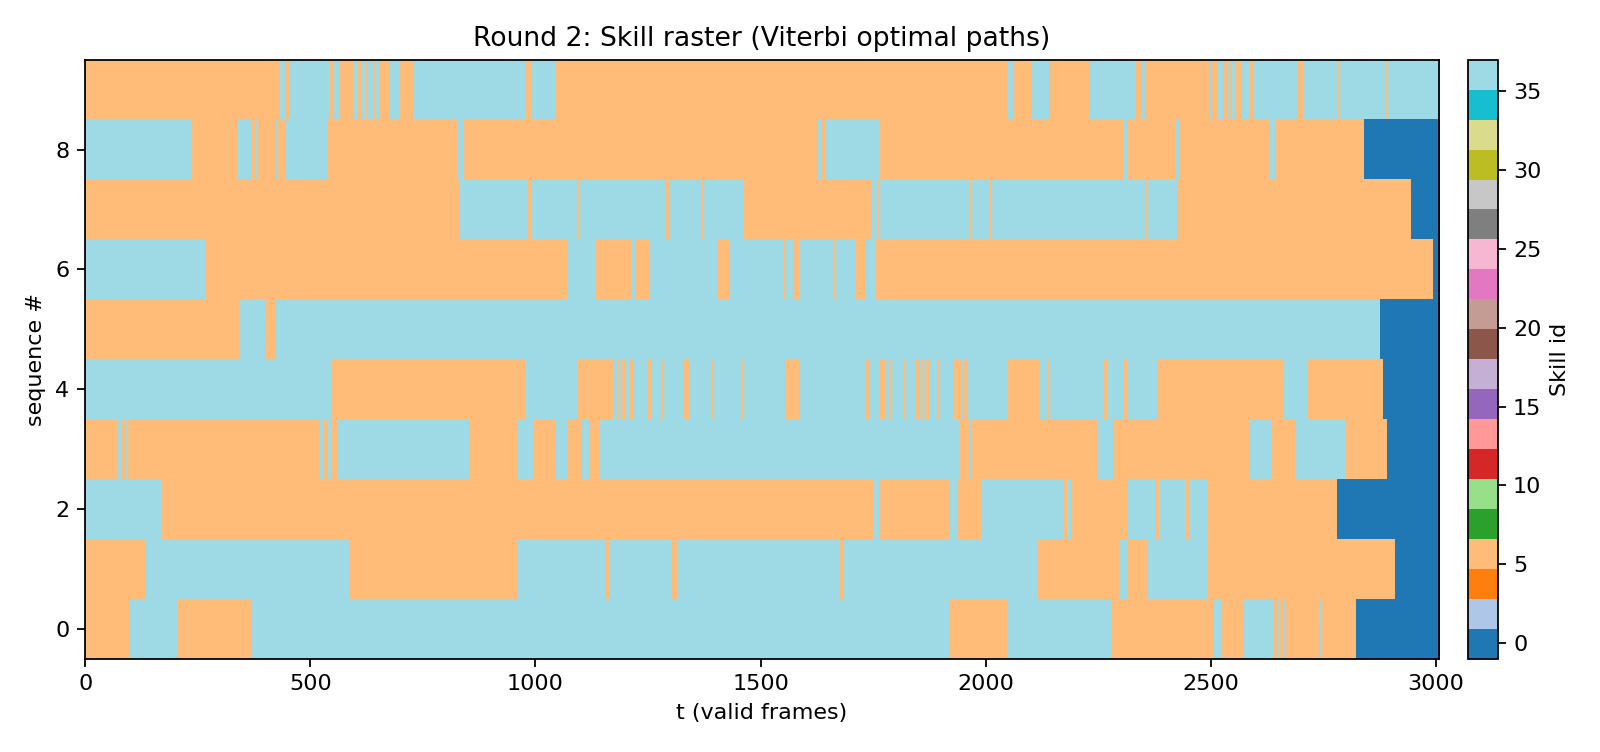 Round 2: Skill raster (Viterbi optimal paths)
sequence #
8
6
4
2
0
0 500 1000 1500 2000 2500 3000
t (valid frames)
35
30
25
20
15
10
5
0
Skill id